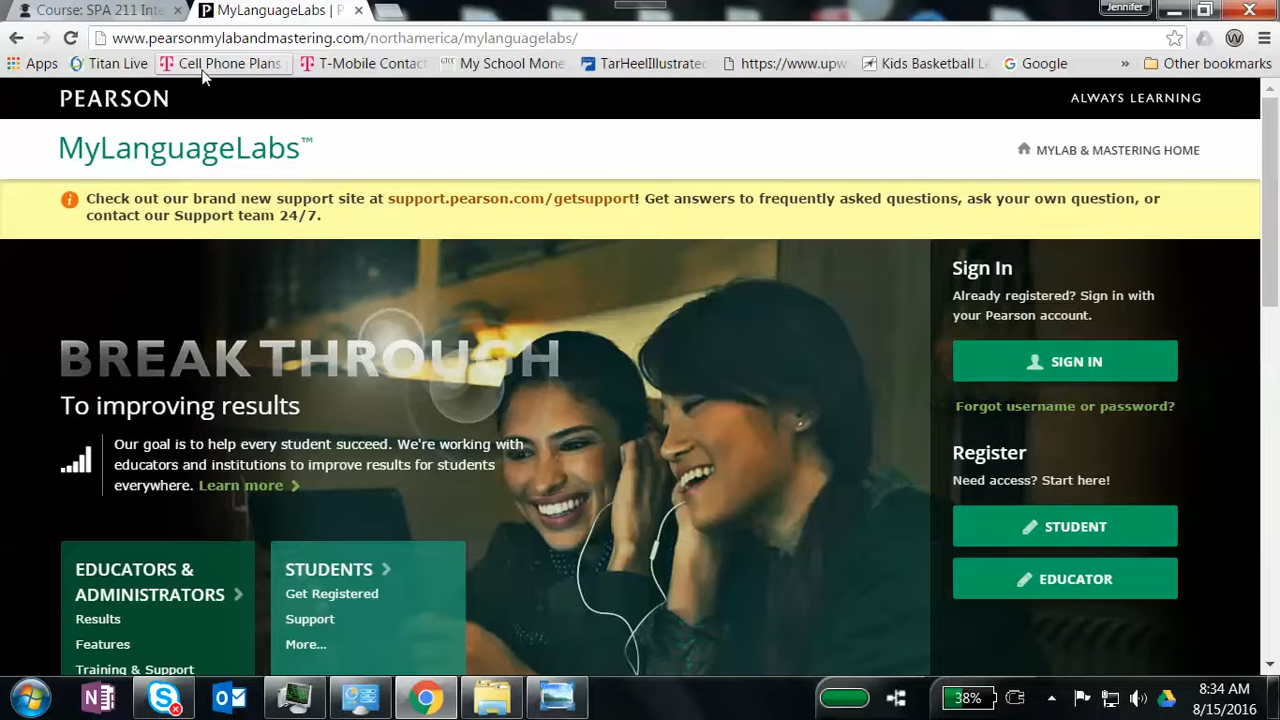 Course: SPA 211 Inte
MyLanguageLabs | P
Jennifer
www.pearsonmylabandmastering.com/northamerica/mylanguagelabs/
Apps
Titan Live
Cell Phone Plans
T-Mobile Contact
My School Mone
TarHeelIllustrated
https://www.upw
Kids Basketball Le
Google
»
Other bookmarks
PEARSON
ALWAYS LEARNING
MyLanguageLabs™
MYLAB & MASTERING HOME
Check out our brand new support site at support.pearson.com/getsupport! Get answers to frequently asked questions, ask your own question, or
contact our Support team 24/7.
BREAK THROUGH
To improving results
Our goal is to help every student succeed. We're working with
educators and institutions to improve results for students
everywhere. Learn more
EDUCATORS &
ADMINISTRATORS
Results
Features
Training & Support
STUDENTS
Get Registered
Support
More...
Sign In
Already registered? Sign in with
your Pearson account.
SIGN IN
Forgot username or password?
Register
Need access? Start here!
STUDENT
EDUCATOR
38%
8:34 AM
8/15/2016